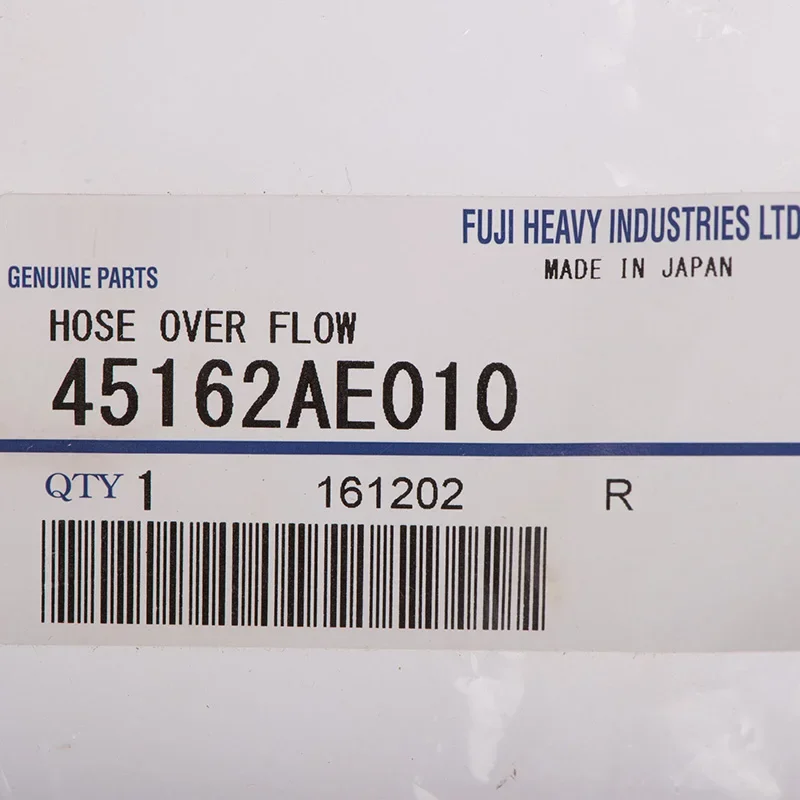 FUJI HEAVY INDUSTRIES LTD
MADE IN JAPAN
GENUINE PARTS
HOSE OVER FLOW
45162AE010
QTY 1 161202 R